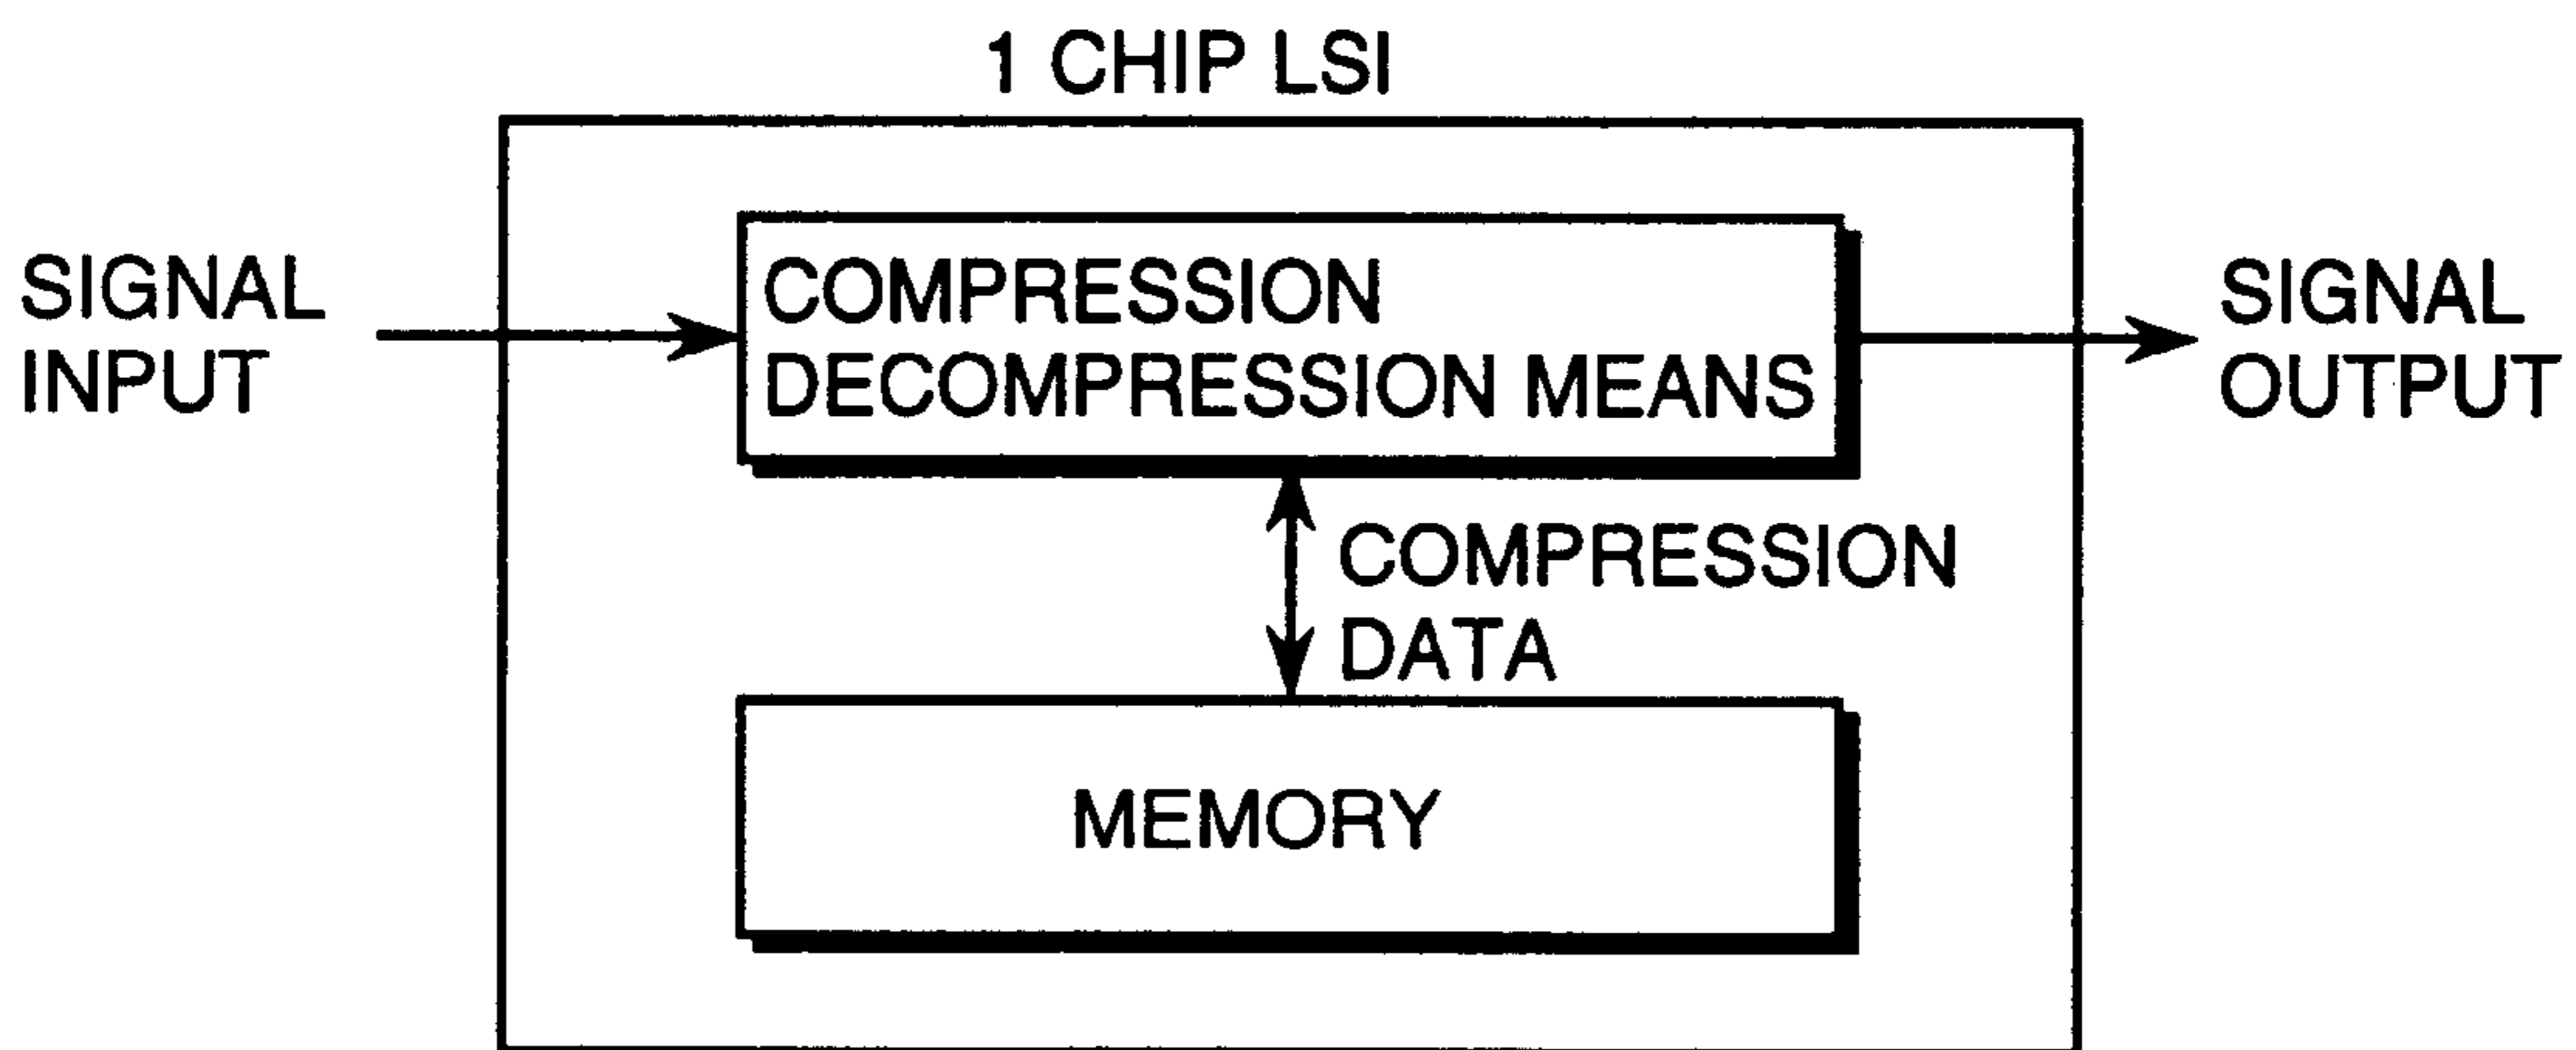 1 CHIP LSI
SIGNAL
INPUT
COMPRESSION
DECOMPRESSION MEANS
SIGNAL
OUTPUT
COMPRESSION
DATA
MEMORY